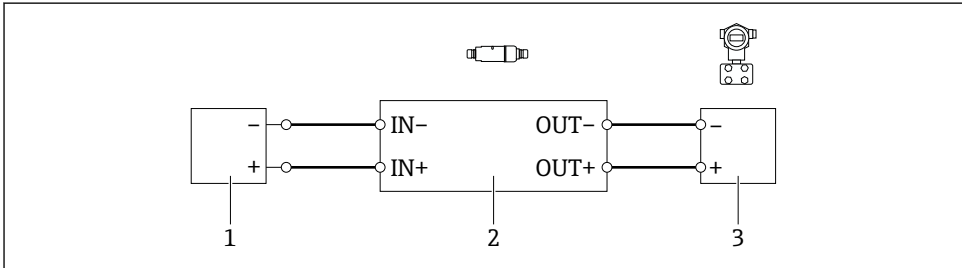 − IN− OUT− −
+ IN+ OUT+ +
1 2 3